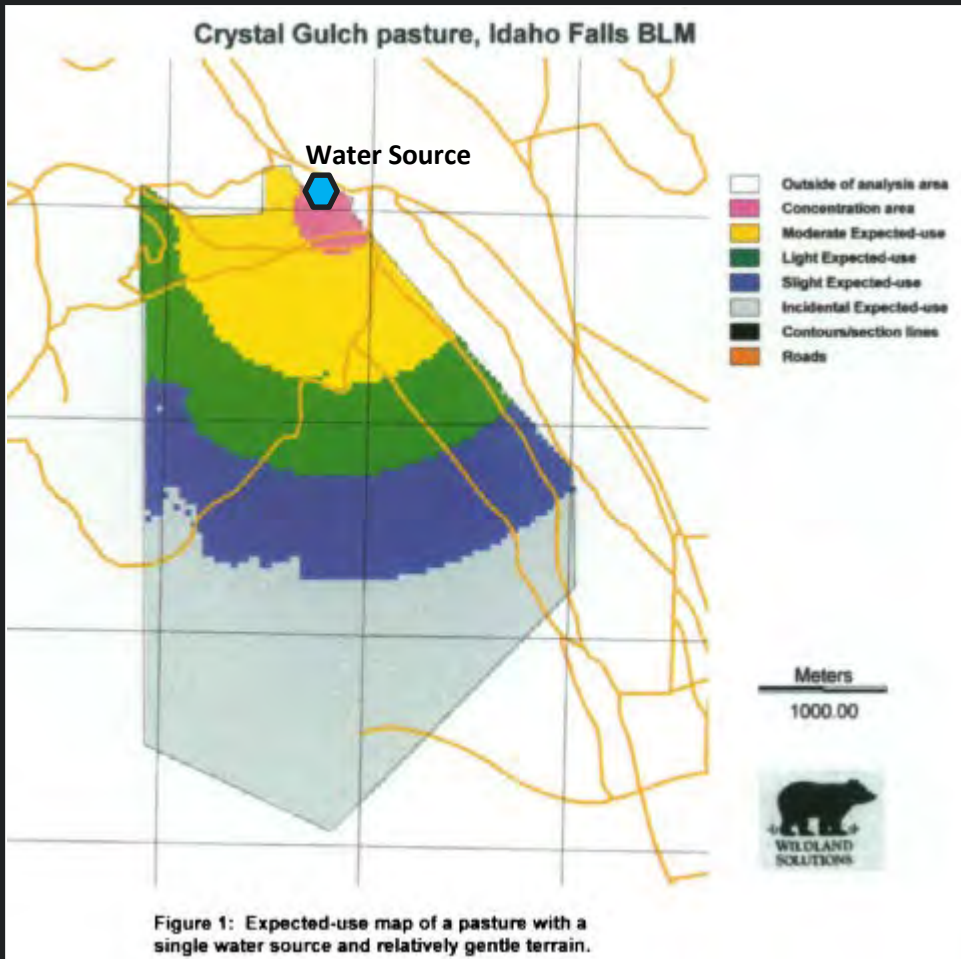 Crystal Gulch pasture, Idaho Falls BLM
Water Source
Outside of analysis area
Concentration area
Moderate Expected-use
Light Expected-use
Slight Expected-use
Incidental Expected-use
Contours/section lines
Roads
Meters
1000.00
WILDLAND
SOLUTIONS
Figure 1: Expected-use map of a pasture with a
single water source and relatively gentle terrain.